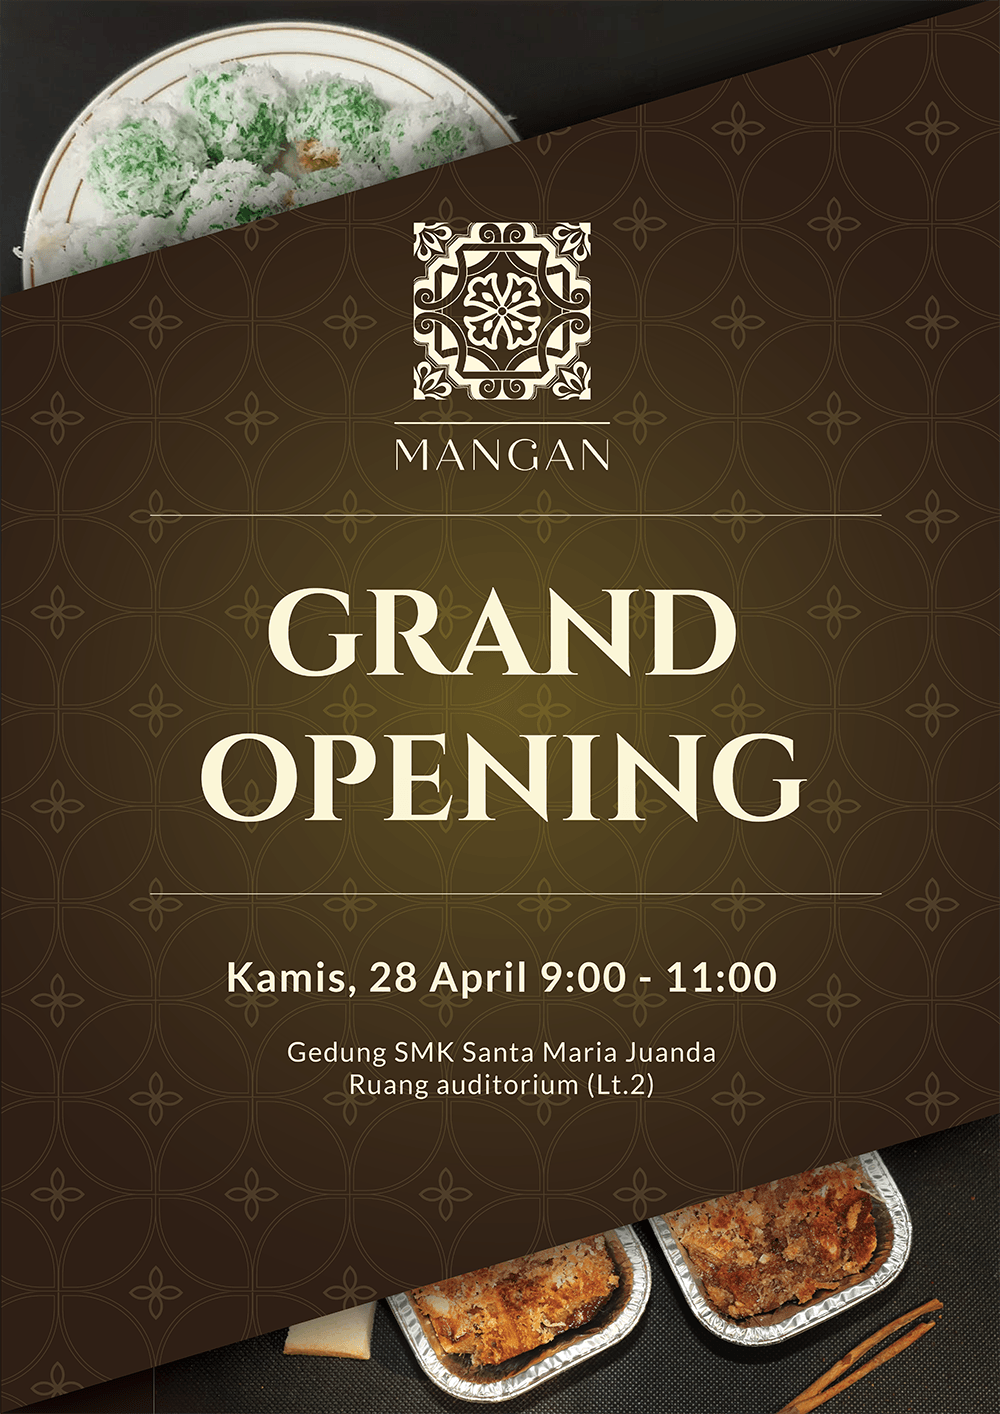 MANGAN
GRAND
OPENING
Kamis, 28 April 9:00 - 11:00
Gedung SMK Santa Maria Juanda
Ruang auditorium (Lt.2)